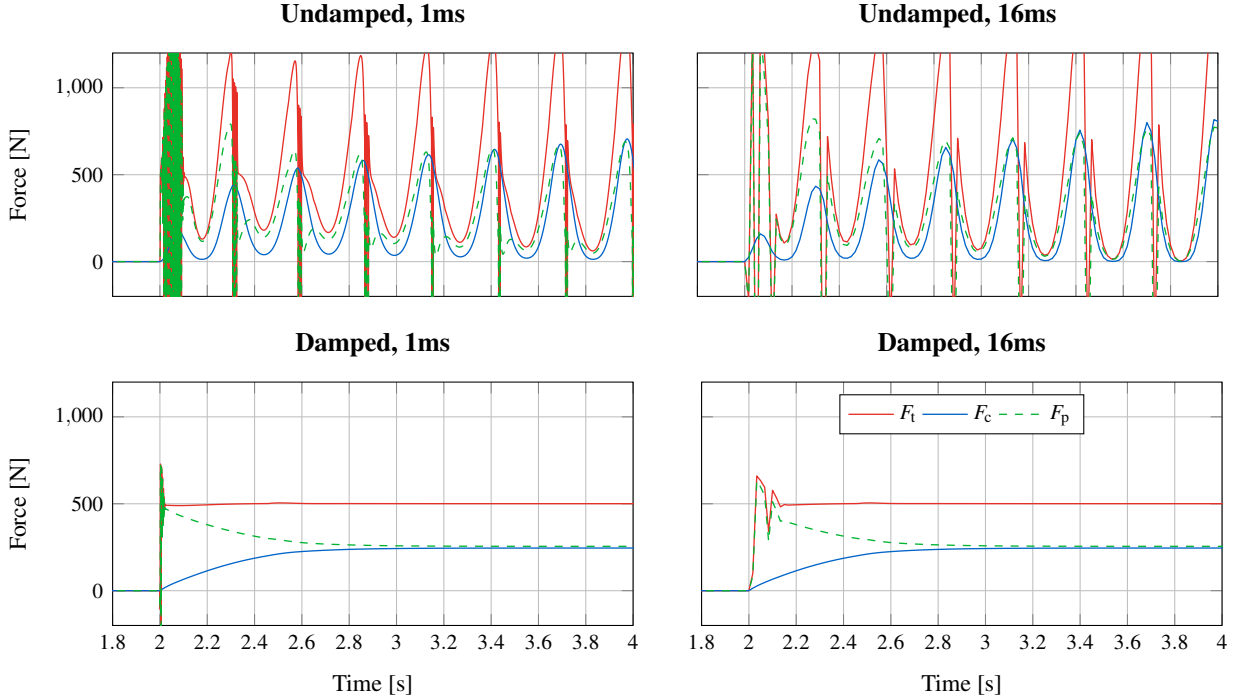 Undamped, 1ms
Undamped, 16ms
1,000
500
0
Force [N]
Damped, 1ms
Damped, 16ms
1,000
500
0
Force [N]
Ft Fc Fp
1.8 2 2.2 2.4 2.6 2.8 3 3.2 3.4 3.6 3.8 4
1.8 2 2.2 2.4 2.6 2.8 3 3.2 3.4 3.6 3.8 4
Time [s]
Time [s]